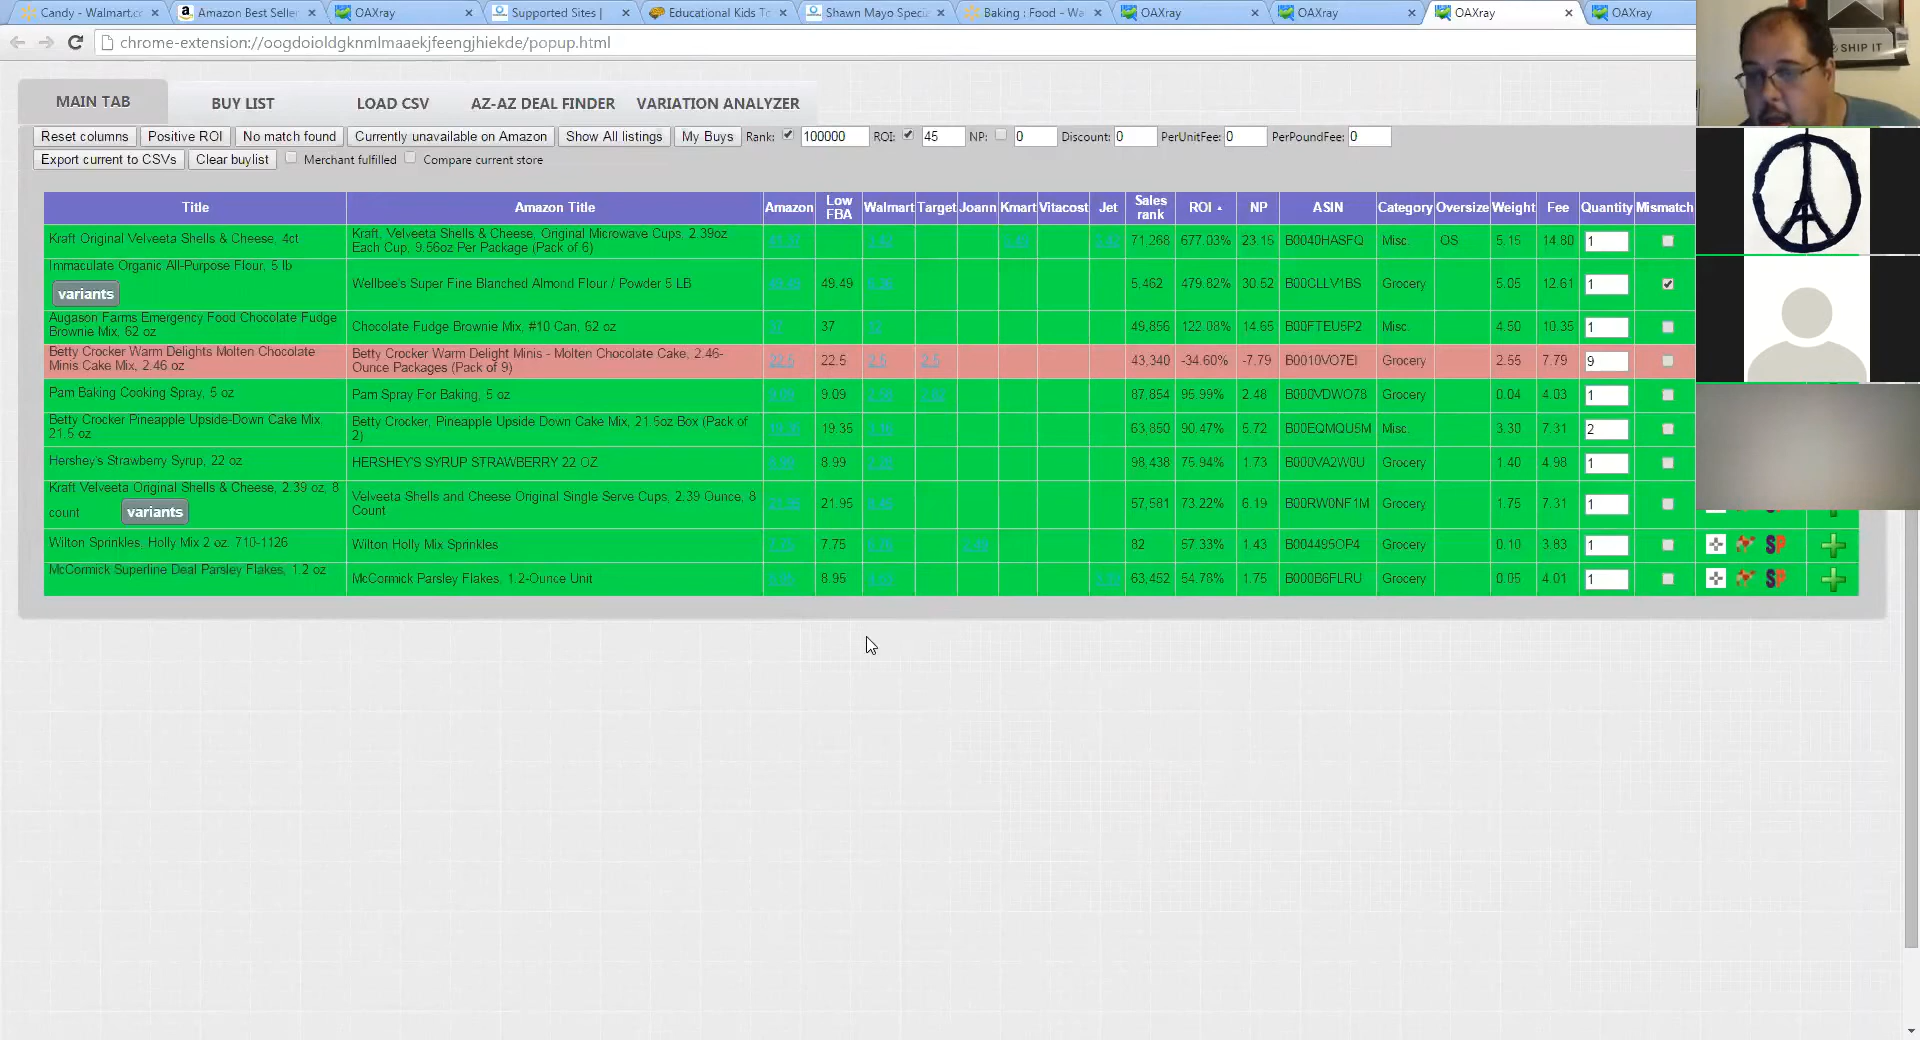 Candy - Walmart.c
Amazon Best Selle
OAXray
Supported Sites |
Educational Kids To
Shawn Mayo Speci
Baking : Food - Wa
OAXray
OAXray
OAXray
OAXray
chrome-extension://oogdoioldgknmlmaaekjfeengjhiekde/popup.html
SHIP IT
MAIN TAB BUY LIST LOAD CSV AZ-AZ DEAL FINDER VARIATION ANALYZER
Reset columns Positive ROI No match found Currently unavailable on Amazon Show All listings My Buys Rank: 100000 ROI: 45 NP: 0 Discount: 0 PerUnitFee: 0 PerPoundFee: 0
Export current to CSVs Clear buylist Merchant fulfilled Compare current store
Title Amazon Title Amazon Low FBA Walmart Target Joann Kmart Vitacost Jet Sales rank ROI NP ASIN Category Oversize Weight Fee Quantity Mismatch
Kraft Original Velveeta Shells & Cheese, 4ct
Kraft, Velveeta Shells & Cheese, Original Microwave Cups, 2.39oz
Each Cup, 9.56oz Per Package (Pack of 6)
71,268 677.03% 23.15 B0040HASFQ Misc. OS 5.15 14.80 1
Immaculate Organic All-Purpose Flour, 5 lb
variants
Wellbee's Super Fine Blanched Almond Flour / Powder 5 LB
49.49 5,462 479.82% 30.52 B00CLLV1BS Grocery 5.05 12.61 1
Augason Farms Emergency Food Chocolate Fudge
Brownie Mix, 62 oz
Chocolate Fudge Brownie Mix, #10 Can, 62 oz
37 37 12 49,856 122.08% 14.65 B00FTEU5P2 Misc. 4.50 10.35 1
Betty Crocker Warm Delights Molten Chocolate
Minis Cake Mix, 2.46 oz
Betty Crocker Warm Delight Minis - Molten Chocolate Cake, 2.46-
Ounce Packages (Pack of 9)
22.5 22.5 2.5 2.5 43,340 -34.60% -7.79 B0010VO7EI Grocery 2.55 7.79 9
Pam Baking Cooking Spray, 5 oz
Pam Spray For Baking, 5 oz
9.09 9.09 87,854 95.99% 2.48 B000VDWO78 Grocery 0.04 4.03 1
Betty Crocker Pineapple Upside-Down Cake Mix
21.5 oz
Betty Crocker, Pineapple Upside Down Cake Mix, 21.5oz Box (Pack of
2)
19.35 63,850 90.47% 5.72 B00EQMQU5M Misc. 3.30 7.31 2
Hershey's Strawberry Syrup, 22 oz
HERSHEY'S SYRUP STRAWBERRY 22 OZ
8.99 8.99 98,438 75.94% 1.73 B000VA2W0U Grocery 1.40 4.98 1
Kraft Velveeta Original Shells & Cheese, 2.39 oz, 8
count variants
Velveeta Shells and Cheese Original Single Serve Cups, 2.39 Ounce, 8
Count
21.95 21.95 57,581 73.22% 6.19 B00RW0NF1M Grocery 1.75 7.31 1
Wilton Sprinkles, Holly Mix 2 oz. 710-1126
Wilton Holly Mix Sprinkles
7.75 7.75 82 57.33% 1.43 B004495OP4 Grocery 0.10 3.83 1 SP
McCormick Superline Deal Parsley Flakes, 1.2 oz
McCormick Parsley Flakes, 1.2-Ounce Unit
8.95 8.95 63,452 54.78% 1.75 B000B6FLRU Grocery 0.05 4.01 1 SP